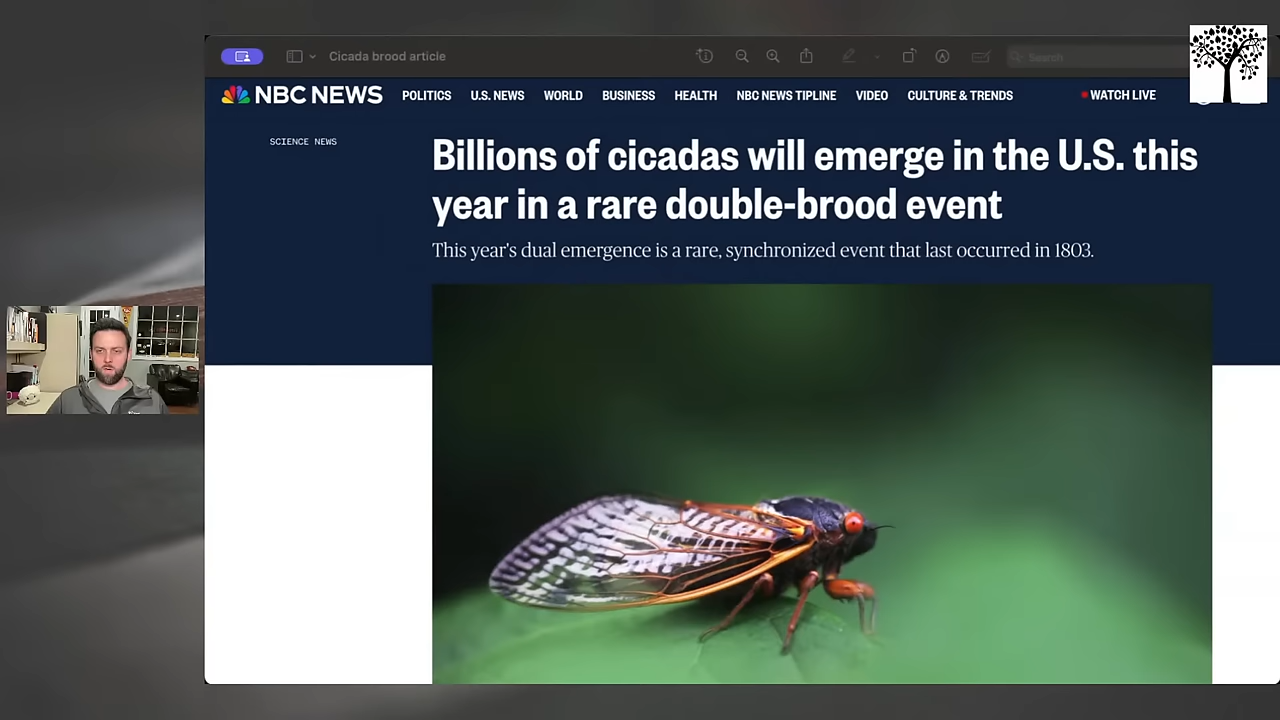 Cicada brood article
Search
NBC NEWS
POLITICS
U.S. NEWS
WORLD
BUSINESS
HEALTH
NBC NEWS TIPLINE
VIDEO
CULTURE & TRENDS
WATCH LIVE
SCIENCE NEWS
Billions of cicadas will emerge in the U.S. this
year in a rare double-brood event
This year's dual emergence is a rare, synchronized event that last occurred in 1803.